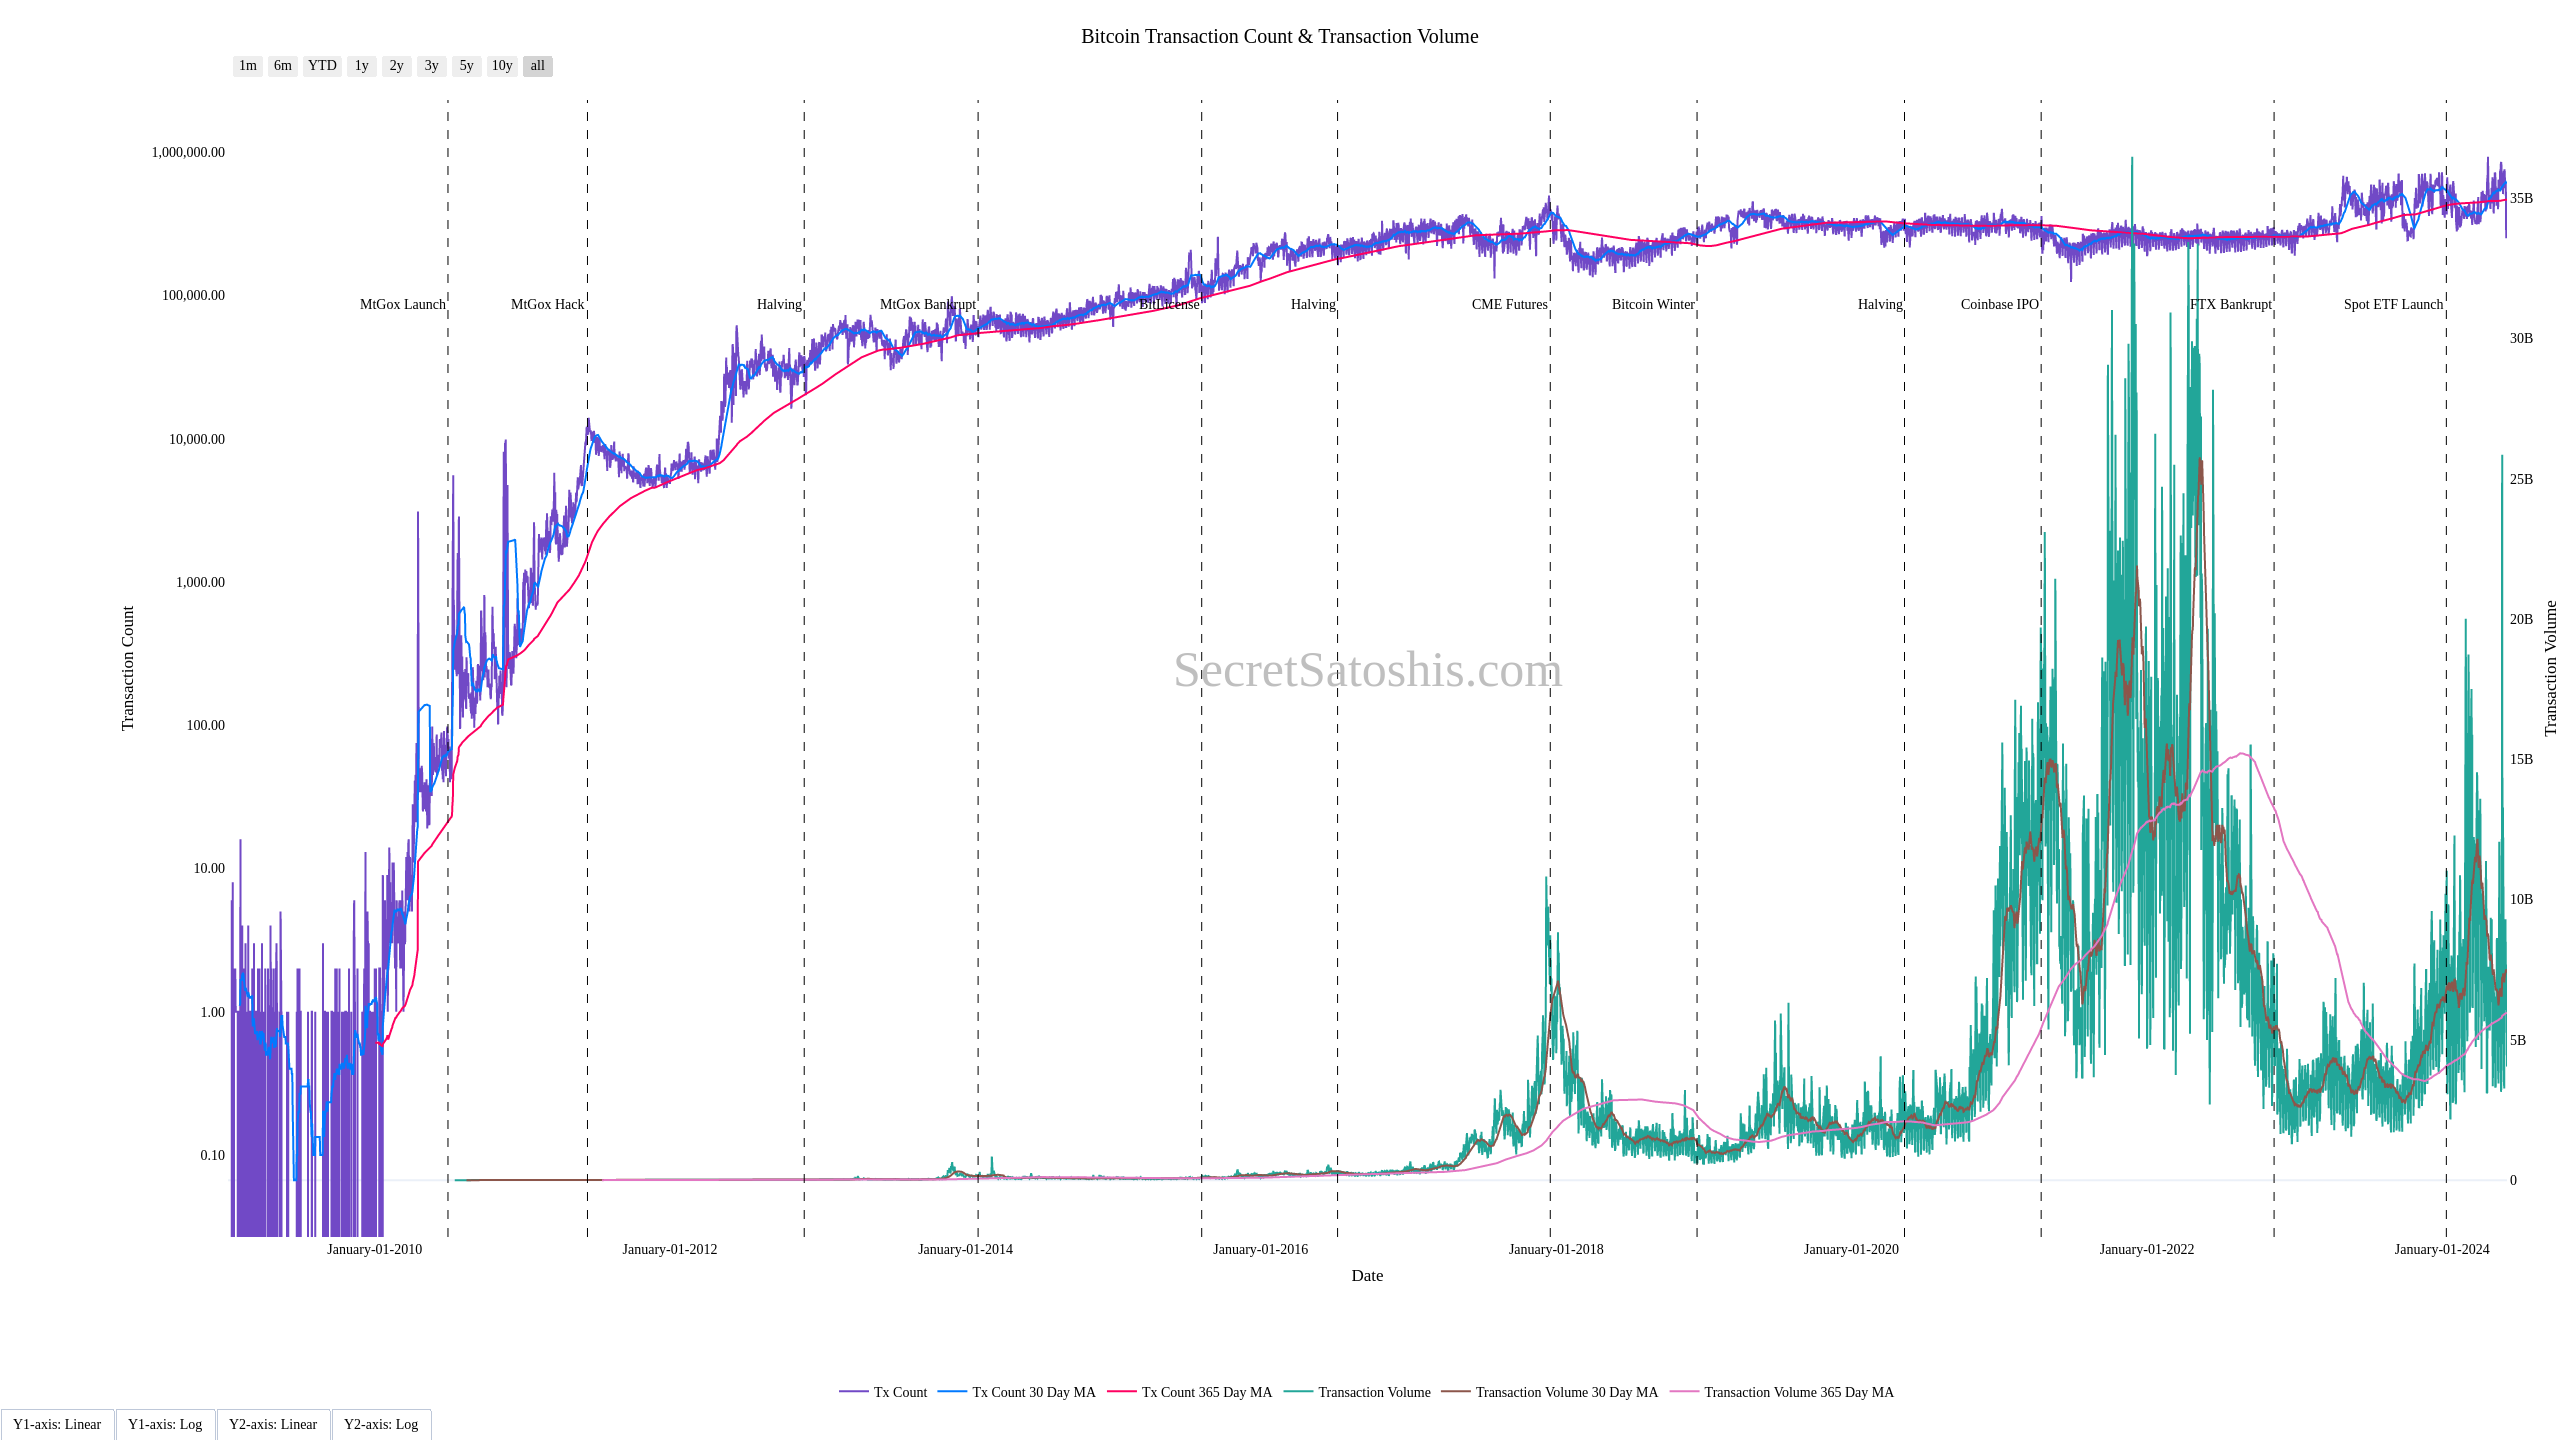 Bitcoin Transaction Count & Transaction Volume
1m 6m YTD 1y 2y 3y 5y 10y all
1,000,000.00
100,000.00
10,000.00
1,000.00
100.00
10.00
1.00
0.10
Transaction Count
MtGox Launch MtGox Hack Halving MtGox Bankrupt BitLicense Halving CME Futures Bitcoin Winter Halving Coinbase IPO FTX Bankrupt Spot ETF Launch
SecretSatoshis.com
35B
30B
25B
20B
15B
10B
5B
0
Transaction Volume
January-01-2010 January-01-2012 January-01-2014 January-01-2016 January-01-2018 January-01-2020 January-01-2022 January-01-2024
Date
Tx Count Tx Count 30 Day MA Tx Count 365 Day MA Transaction Volume Transaction Volume 30 Day MA Transaction Volume 365 Day MA
Y1-axis: Linear Y1-axis: Log Y2-axis: Linear Y2-axis: Log